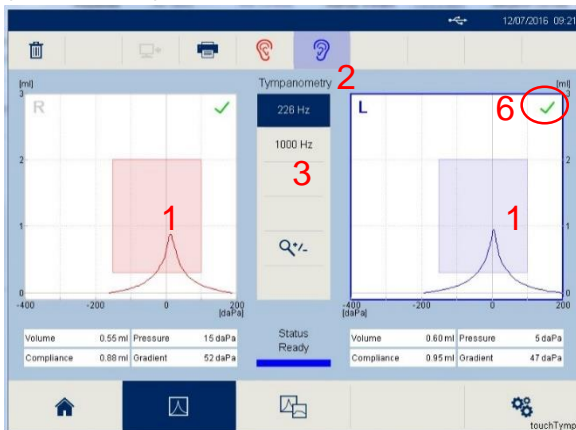 12/07/2016 09:21
Tympanometry
2
[ml]
3
R
2
1
1
0
-400
-200
0
200
[daPa]
226 Hz
1000 Hz
3
+/-
[ml]
3
L
6
2
1
1
0
-400
-200
0
200
[daPa]
Volume 0.55 ml Pressure 15 daPa
Compliance 0.88 ml Gradient 52 daPa
Status
Ready
Volume 0.60 ml Pressure 5 daPa
Compliance 0.95 ml Gradient 47 daPa
touchTymp